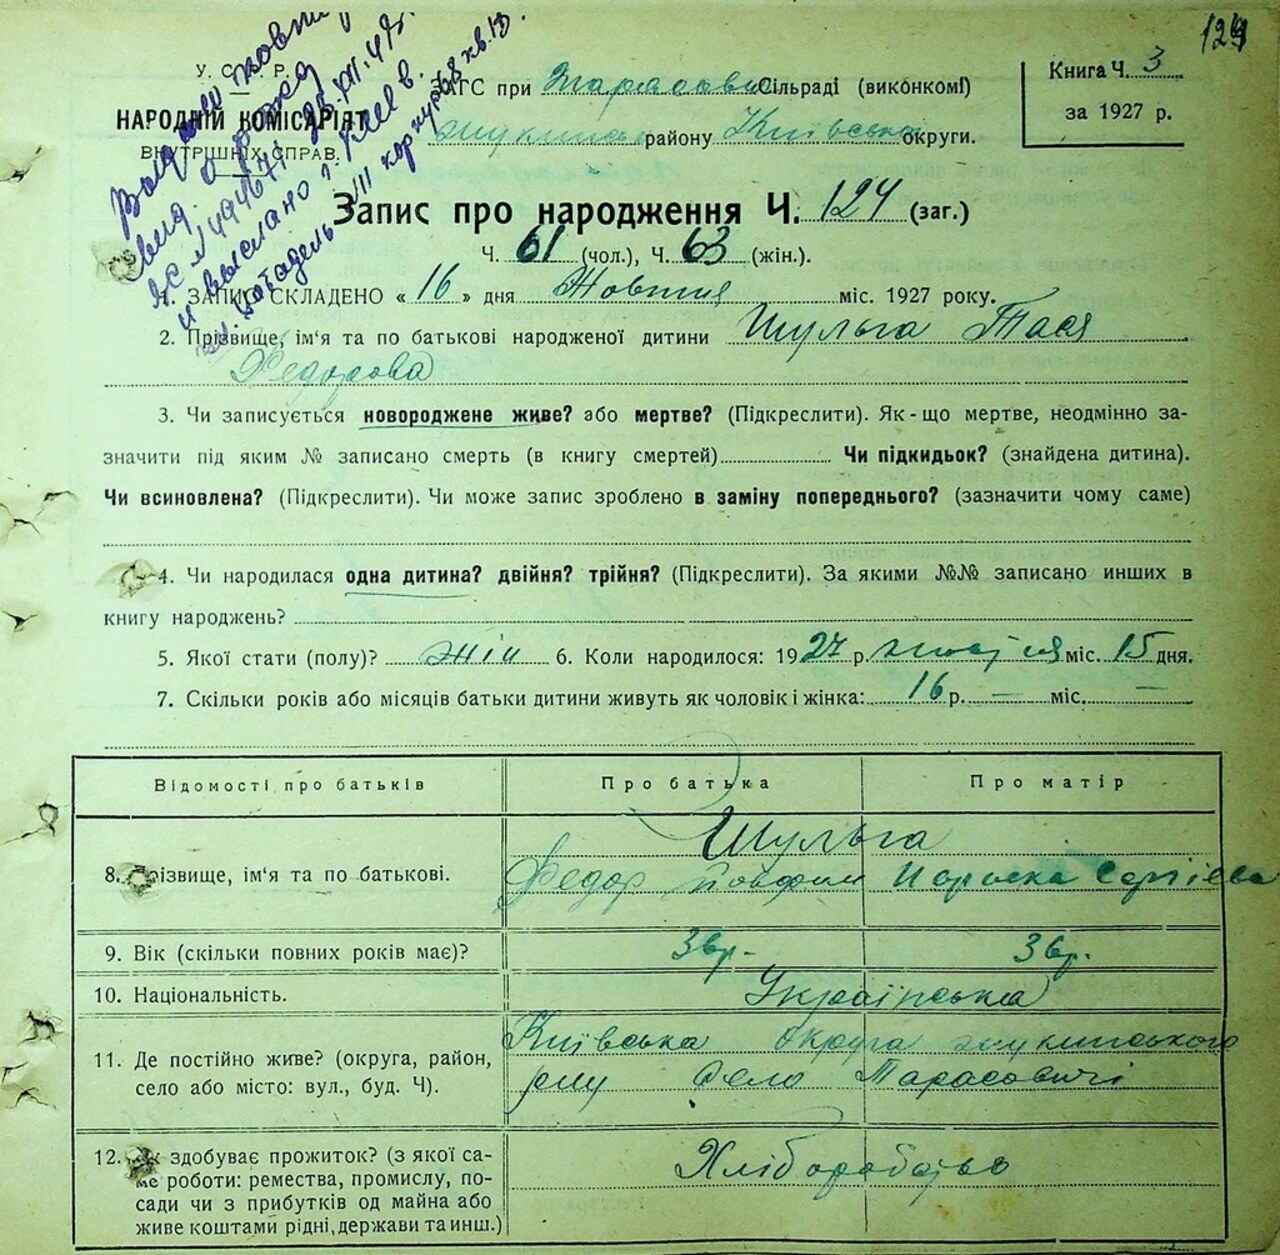 124
У. С. Р. Р.
НАРОДНІЙ КОМІСАРІЯТ
ВНУТРІШНІХ СПРАВ.
ЗАГС при Тарасовиц Сільраді (виконкомі)
району Київська округи.
Книга Ч. 3
за 1927 р.
Запис про народження Ч. 124 (заг.)
Ч. 61 (чол.), Ч. 63 (жін.).
1. ЗАПИС СКЛАДЕНО « 16 » дня Жовтня міс. 1927 року.
2. Прізвище, ім'я та по батькові народженої дитини Шульга Тася
Федорова
3. Чи записується новороджене живе? або мертве? (Підкреслити). Як-що мертве, неодмінно за-
значити під яким № записано смерть (в книгу смертей) Чи підкидьок? (знайдена дитина).
Чи всиновлена? (Підкреслити). Чи може запис зроблено в заміну попереднього? (зазначити чому саме)
4. Чи народилася одна дитина? двійня? трійня? (Підкреслити). За якими №№ записано инших в
книгу народжень?
5. Якої стати (полу)? жін 6. Коли народилося: 1927 р. міс. 15 дня.
7. Скільки років або місяців батьки дитини живуть як чоловік і жінка: 16 р. — міс. —
Відомості про батьків Про батька Про матір
Шульга
8. Прізвище, ім'я та по батькові. Федор Сергієва
9. Вік (скільки повних років має)? 36р. 36р.
10. Національність. Українська
11. Де постійно живе? (округа, район,
село або місто: вул., буд. Ч).
Київська округа
село Тарасовичі
12. Як здобуває прожиток? (з якої са-
ме роботи: ремества, промислу, по-
сади чи з прибутків од майна або
живе коштами рідні, держави та инш.)
Хліборобство